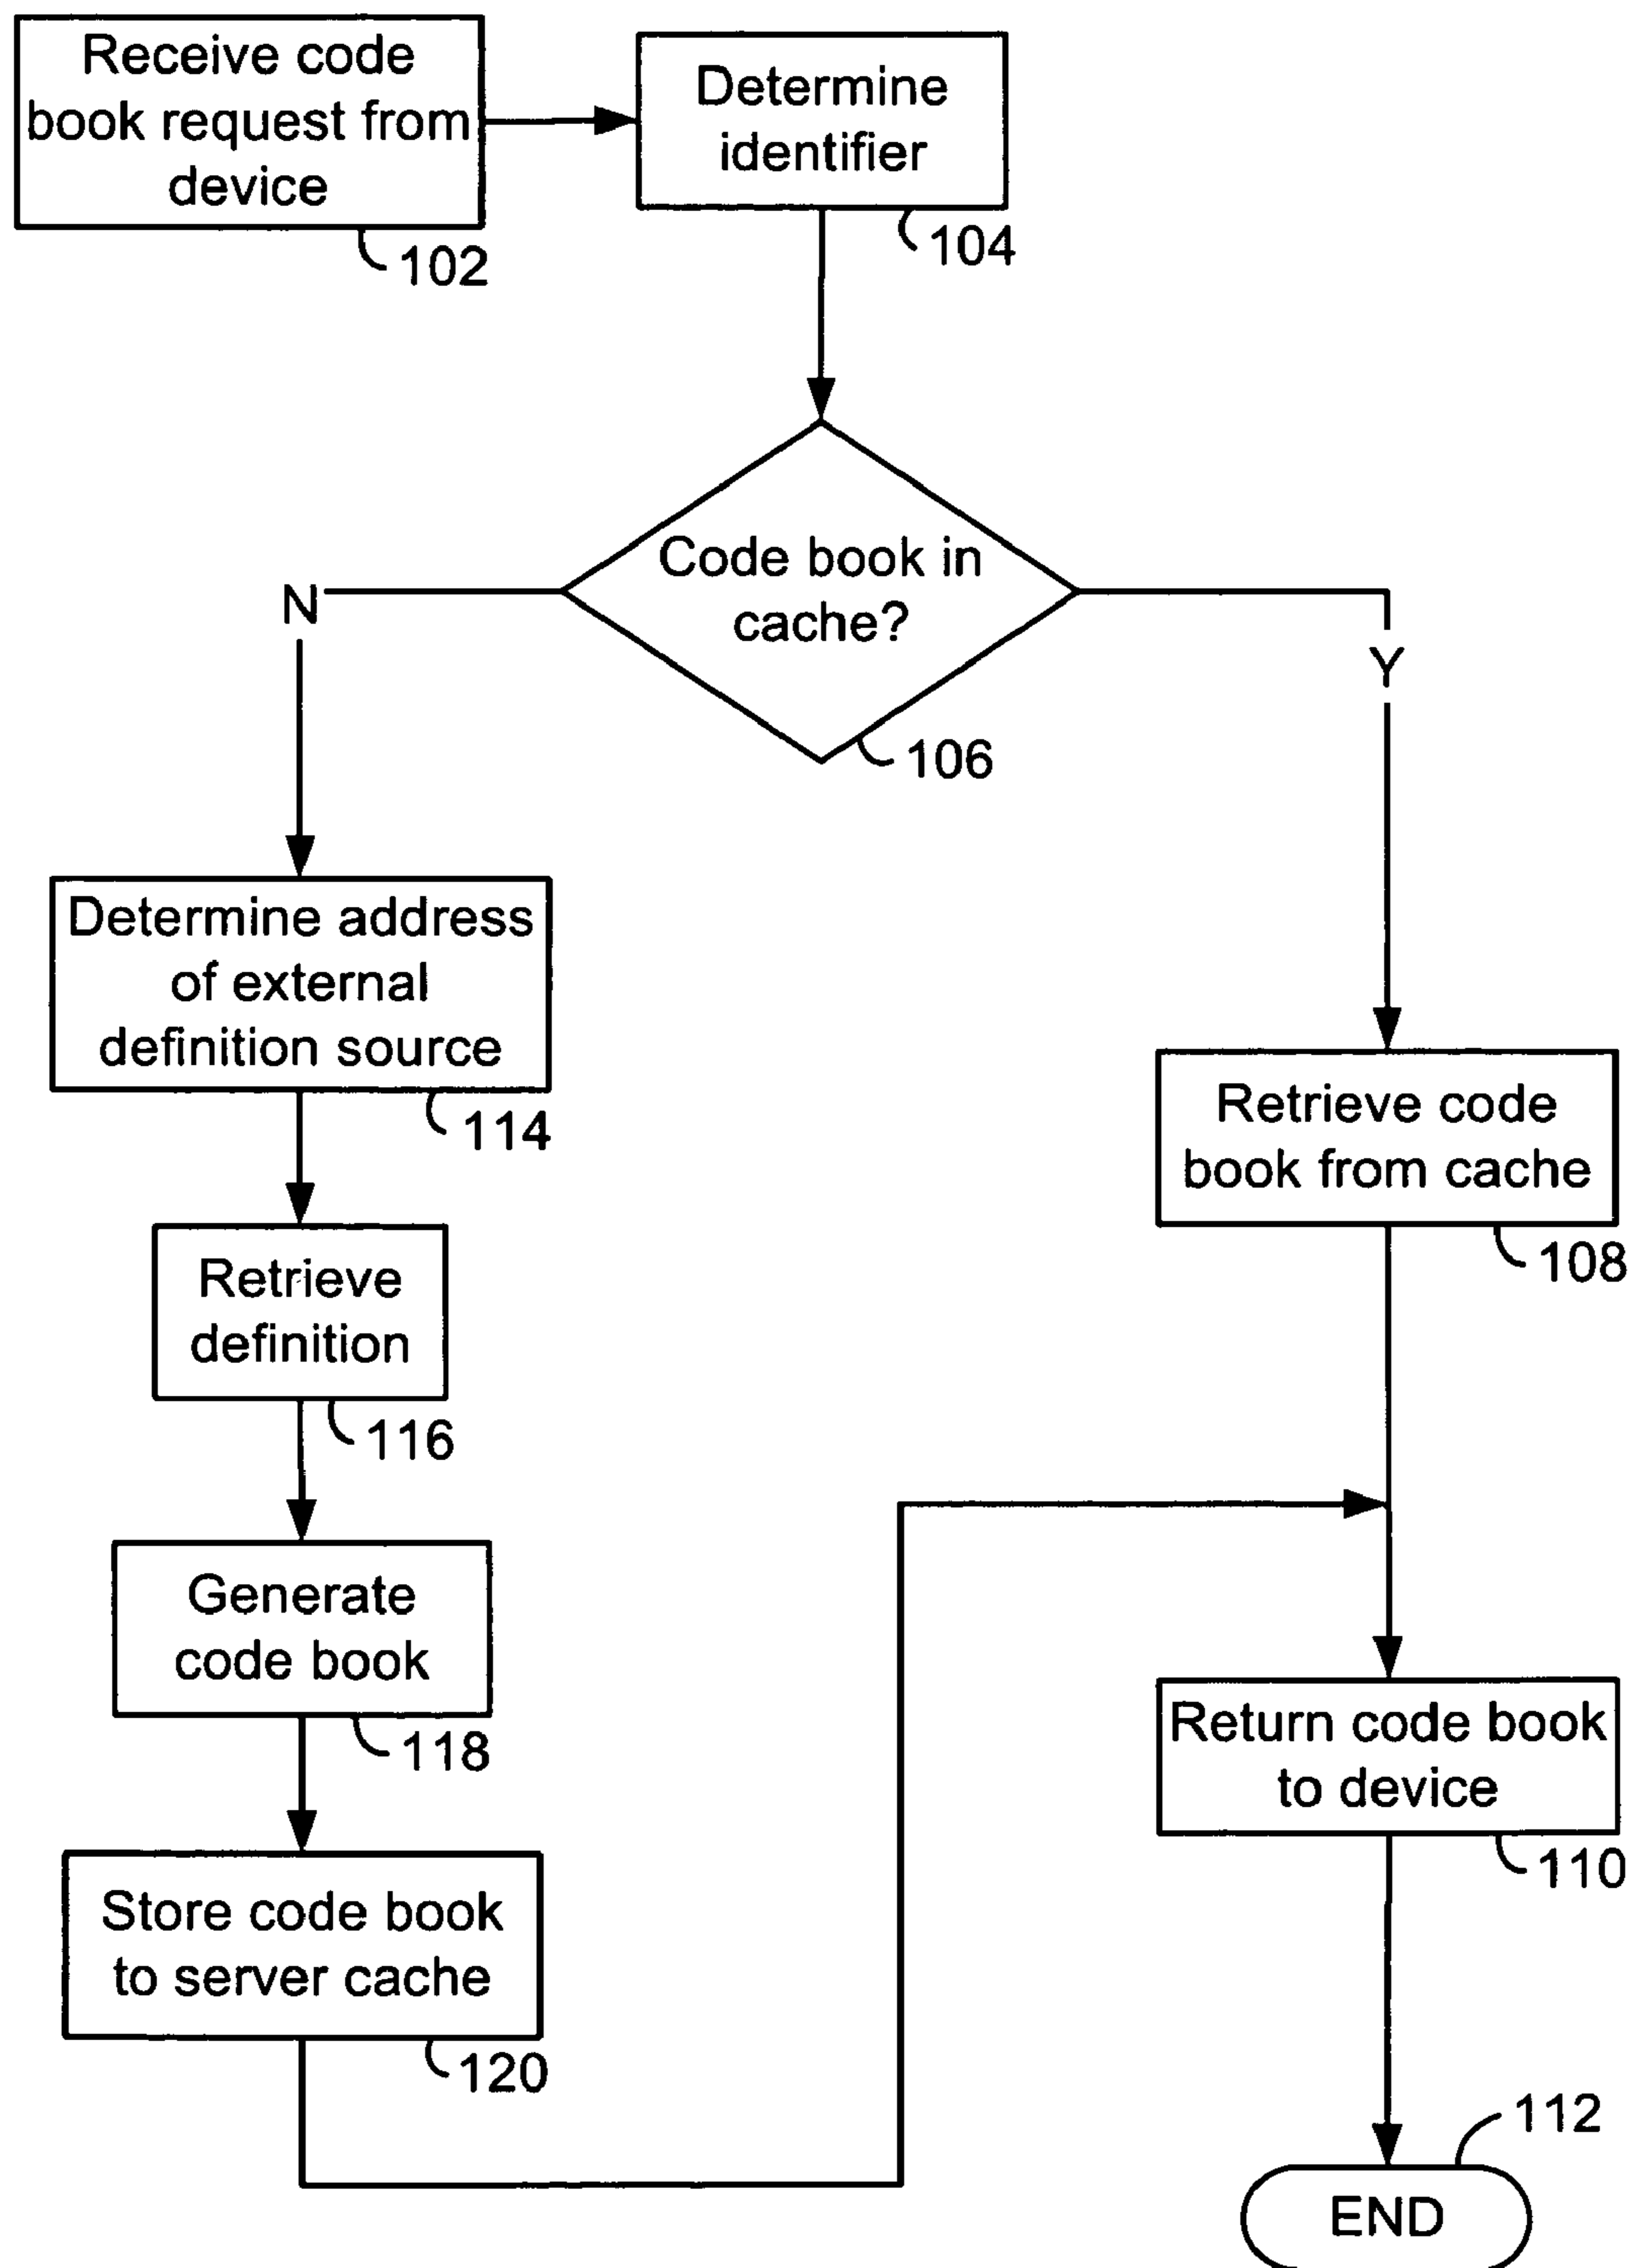 Receive code
book request from
device
102
Determine
identifier
104
Code book in
cache?
106
N
Y
Determine address
of external
definition source
114
Retrieve code
book from cache
108
Retrieve
definition
116
Generate
code book
118
Return code book
to device
110
Store code book
to server cache
120
112
END